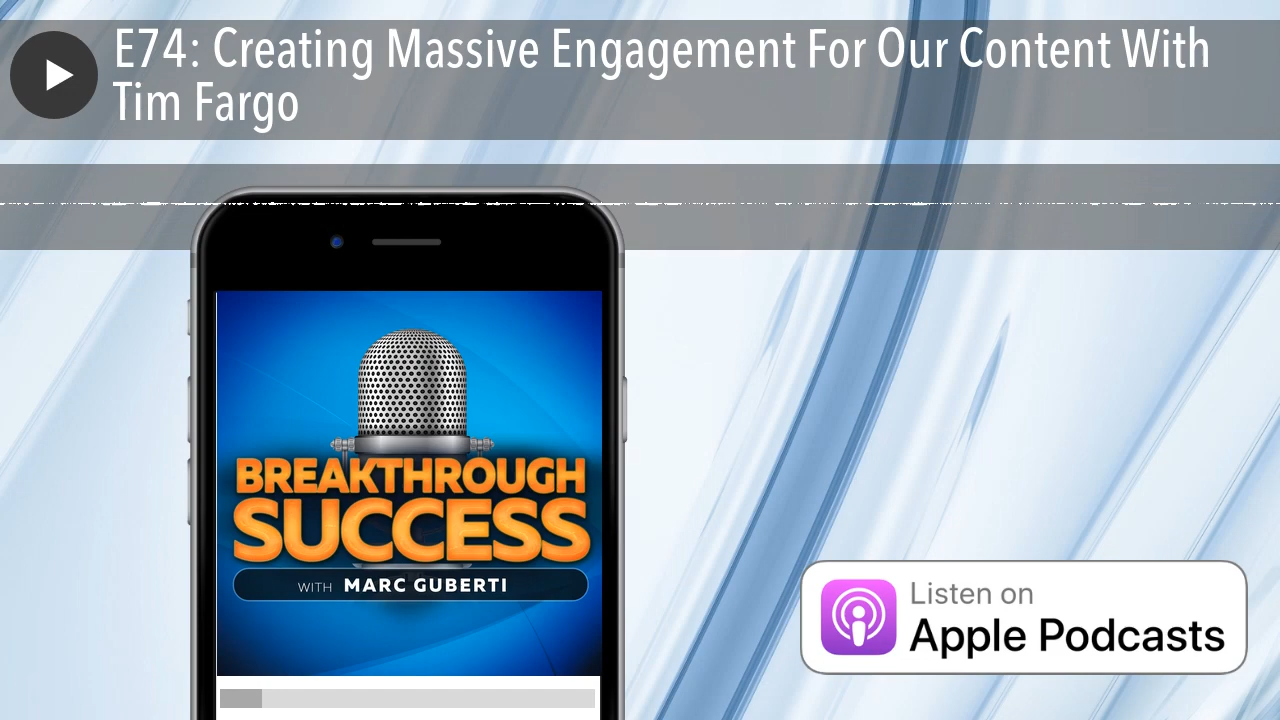 E74: Creating Massive Engagement For Our Content With
Tim Fargo
BREAKTHROUGH
SUCCESS
WITH MARC GUBERTI
Listen on
Apple Podcasts